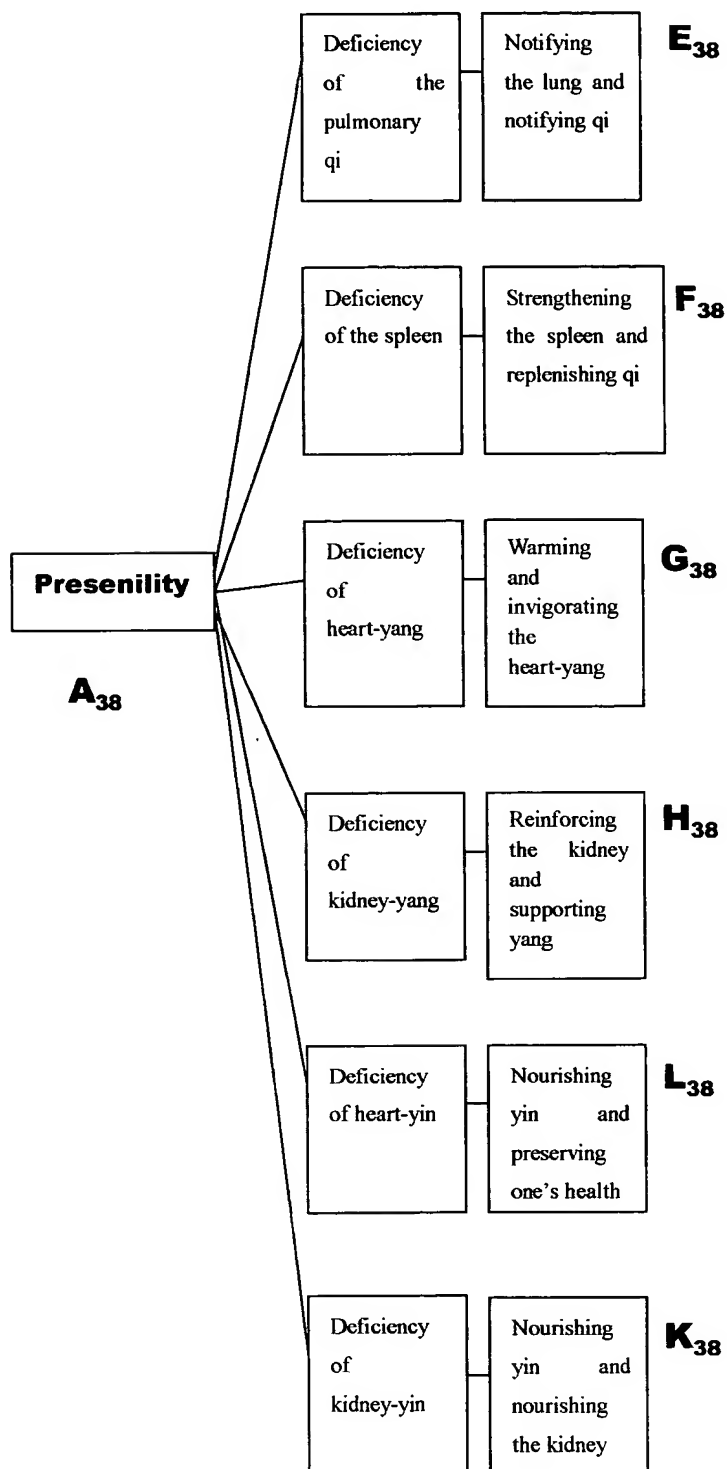 Deficiency
of the
pulmonary
qi
Notifying
the lung and
notifying qi
E38
Deficiency
of the spleen
Strengthening
the spleen and
replenishing qi
F38
Presenility
A38
Deficiency
of
heart-yang
Warming
and
invigorating
the
heart-yang
G38
Deficiency
of
kidney-yang
Reinforcing
the kidney
and
supporting
yang
H38
Deficiency
of heart-yin
Nourishing
yin and
preserving
one's health
L38
Deficiency
of
kidney-yin
Nourishing
yin and
nourishing
the kidney
K38